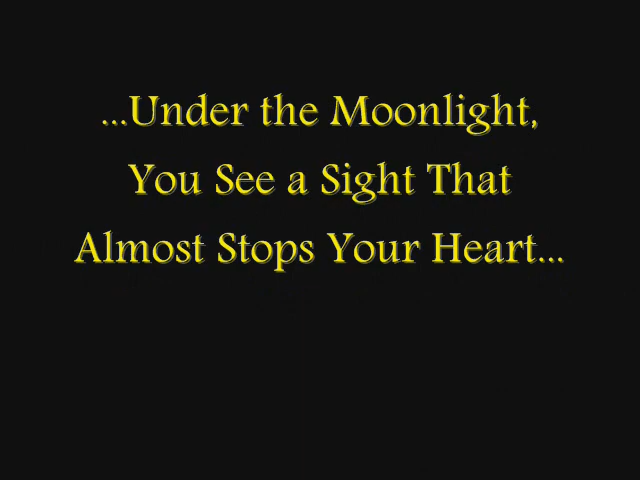 ...Under the Moonlight,
You See a Sight That
Almost Stops Your Heart...